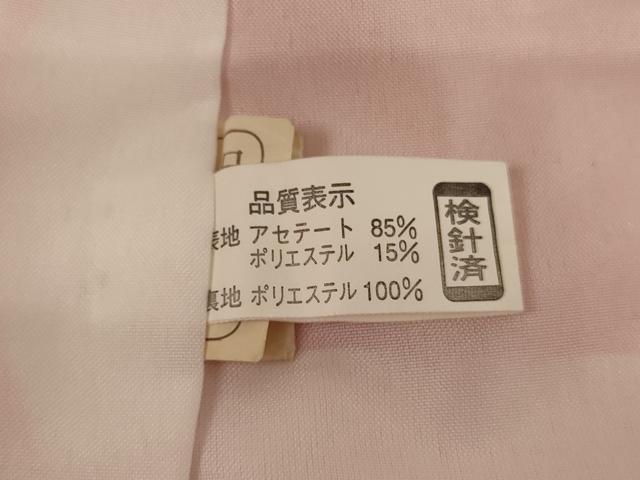 品質表示
表地 アセテート 85%
ポリエステル 15%
裏地 ポリエステル 100%
検針済